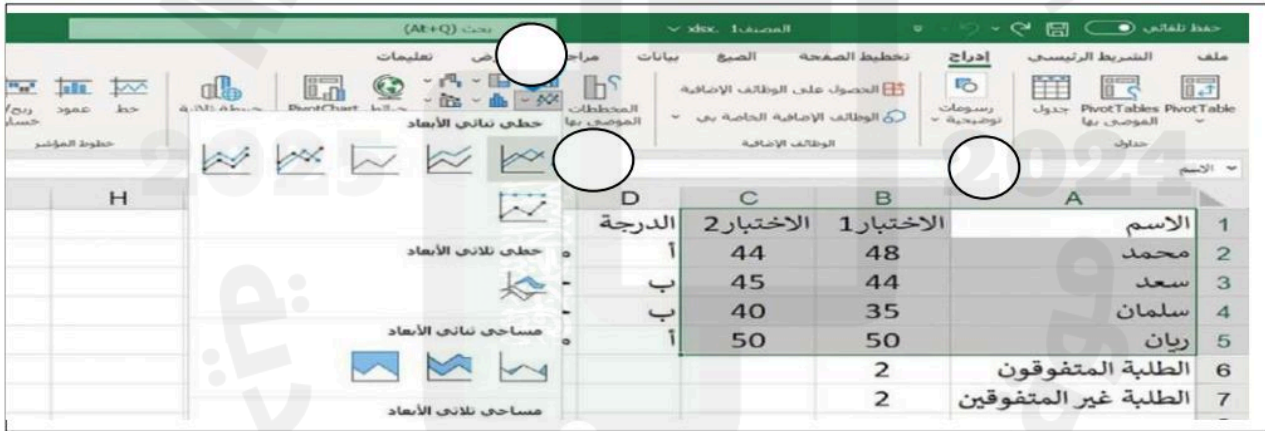 حفظ تلقائي المصنف1 .xlsx بحث (Alt+Q)
ملف الشريط الرئيسي إدراج تخطيط الصفحة الصيغ بيانات تعليمات
PivotTable PivotTables الموصى بها جدول
جداول
رسومات توضيحية
الحصول على الوظائف الإضافية
الوظائف الإضافية الخاصة بي
الوظائف الإضافية
المخططات الموصى بها
PivotChart
خط عمود
خطوط المؤشر
خطي ثنائي الأبعاد
خطي ثلاثي الأبعاد
مساحي ثنائي الأبعاد
مساحي ثلاثي الأبعاد
الاسم
A B C D H
1 الاسم الاختبار1 الاختبار2 الدرجة
2 محمد 48 44 أ
3 سعد 44 45 ب
4 سلمان 35 40 ب
5 ريان 50 50 أ
6 الطلبة المتفوقون 2
7 الطلبة غير المتفوقين 2
2024
2025